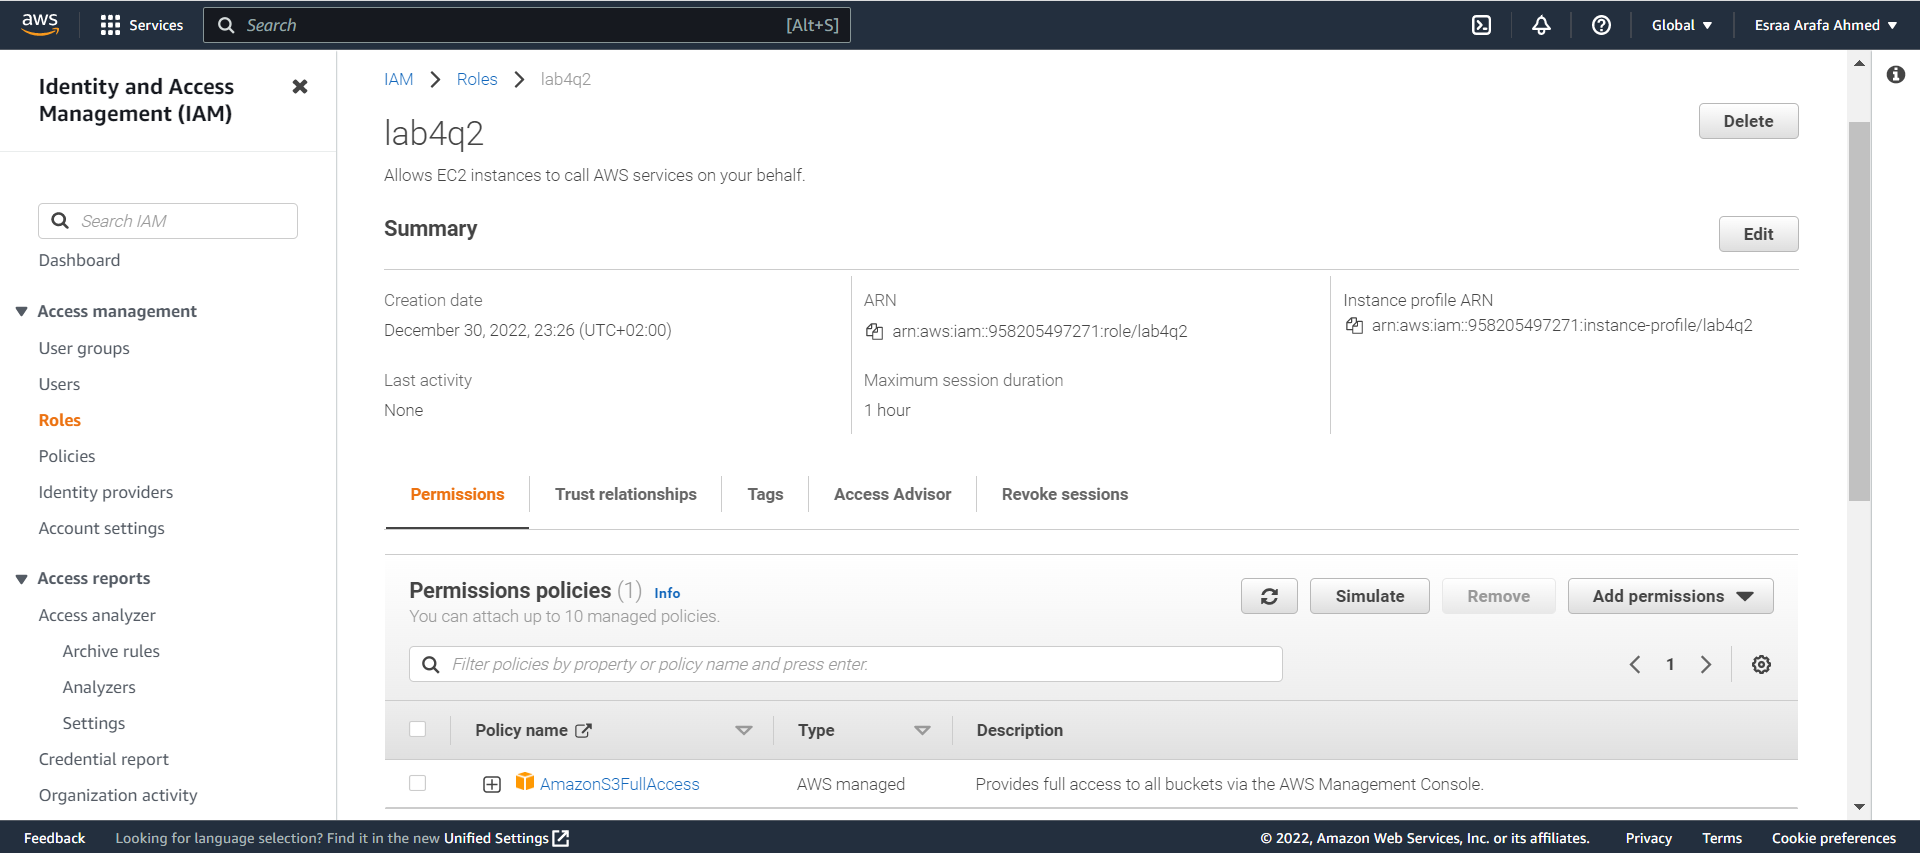 aws
Services
Search
[Alt+S]
Global
Esraa Arafa Ahmed
Identity and Access
Management (IAM)
Search IAM
Dashboard
Access management
User groups
Users
Roles
Policies
Identity providers
Account settings
Access reports
Access analyzer
Archive rules
Analyzers
Settings
Credential report
Organization activity
IAM
Roles
lab4q2
lab4q2
Delete
Allows EC2 instances to call AWS services on your behalf.
Summary
Edit
Creation date
December 30, 2022, 23:26 (UTC+02:00)
Last activity
None
ARN
arn:aws:iam::958205497271:role/lab4q2
Maximum session duration
1 hour
Instance profile ARN
arn:aws:iam::958205497271:instance-profile/lab4q2
Permissions
Trust relationships
Tags
Access Advisor
Revoke sessions
Permissions policies (1) Info
You can attach up to 10 managed policies.
Simulate
Remove
Add permissions
Filter policies by property or policy name and press enter.
1
Policy name
Type
Description
AmazonS3FullAccess
AWS managed
Provides full access to all buckets via the AWS Management Console.
Feedback
Looking for language selection? Find it in the new Unified Settings
© 2022, Amazon Web Services, Inc. or its affiliates.
Privacy
Terms
Cookie preferences